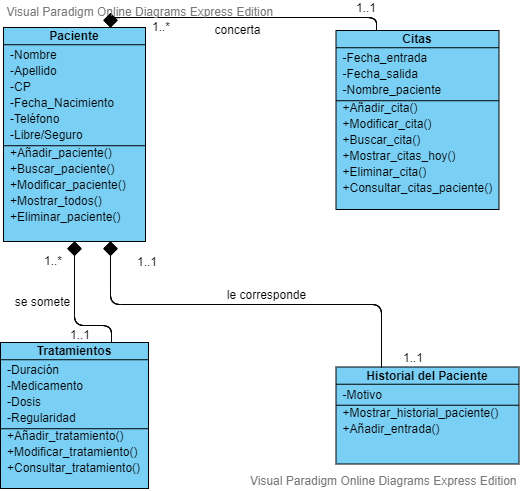 Visual Paradigm Online Diagrams Express Edition
1..1
1..*
concerta
Paciente
-Nombre
-Apellido
-CP
-Fecha_Nacimiento
-Teléfono
-Libre/Seguro
+Añadir_paciente()
+Buscar_paciente()
+Modificar_paciente()
+Mostrar_todos()
+Eliminar_paciente()
Citas
-Fecha_entrada
-Fecha_salida
-Nombre_paciente
+Añadir_cita()
+Modificar_cita()
+Buscar_cita()
+Mostrar_citas_hoy()
+Eliminar_cita()
+Consultar_citas_paciente()
1..*
1..1
se somete
le corresponde
1..1
1..1
Tratamientos
-Duración
-Medicamento
-Dosis
-Regularidad
+Añadir_tratamiento()
+Modificar_tratamiento()
+Consultar_tratamiento()
Historial del Paciente
-Motivo
+Mostrar_historial_paciente()
+Añadir_entrada()
Visual Paradigm Online Diagrams Express Edition